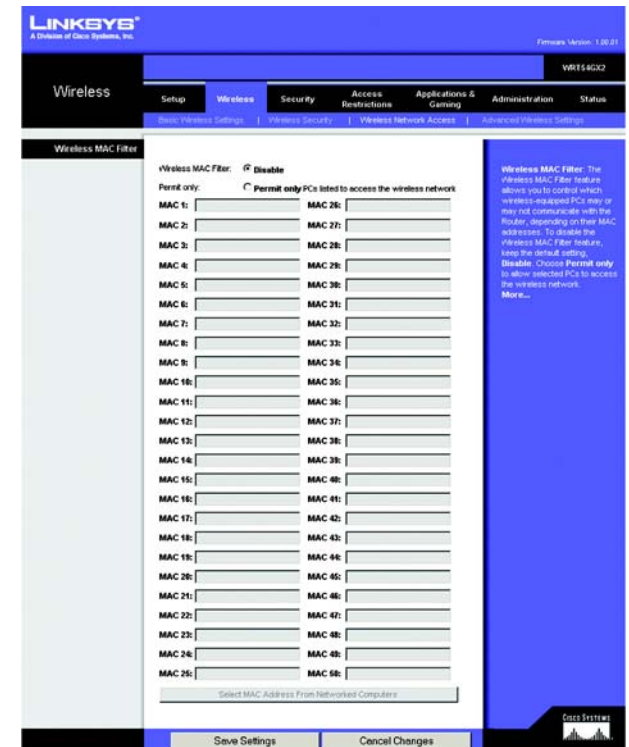 LINKSYS®
A Division of Cisco Systems, Inc.
Firmware Version: 1.00.01
WRT54GX2
Wireless
Setup
Wireless
Security
Access Restrictions
Applications & Gaming
Administration
Status
Basic Wireless Settings | Wireless Security | Wireless Network Access | Advanced Wireless Settings
Wireless MAC Filter
Wireless MAC Filter: Disable
Permit only: Permit only PCs listed to access the wireless network
MAC 1: MAC 26:
MAC 2: MAC 27:
MAC 3: MAC 28:
MAC 4: MAC 29:
MAC 5: MAC 30:
MAC 6: MAC 31:
MAC 7: MAC 32:
MAC 8: MAC 33:
MAC 9: MAC 34:
MAC 10: MAC 35:
MAC 11: MAC 36:
MAC 12: MAC 37:
MAC 13: MAC 38:
MAC 14: MAC 39:
MAC 15: MAC 40:
MAC 16: MAC 41:
MAC 17: MAC 42:
MAC 18: MAC 43:
MAC 19: MAC 44:
MAC 20: MAC 45:
MAC 21: MAC 46:
MAC 22: MAC 47:
MAC 23: MAC 48:
MAC 24: MAC 49:
MAC 25: MAC 50:
Select MAC Address From Networked Computers
Wireless MAC Filter: The
Wireless MAC Filter feature
allows you to control which
wireless-equipped PCs may or
may not communicate with the
Router, depending on their MAC
addresses. To disable the
Wireless MAC Filter feature,
keep the default setting,
Disable. Choose Permit only
to allow selected PCs to access
the wireless network.
More...
Save Settings
Cancel Changes
CISCO SYSTEMS